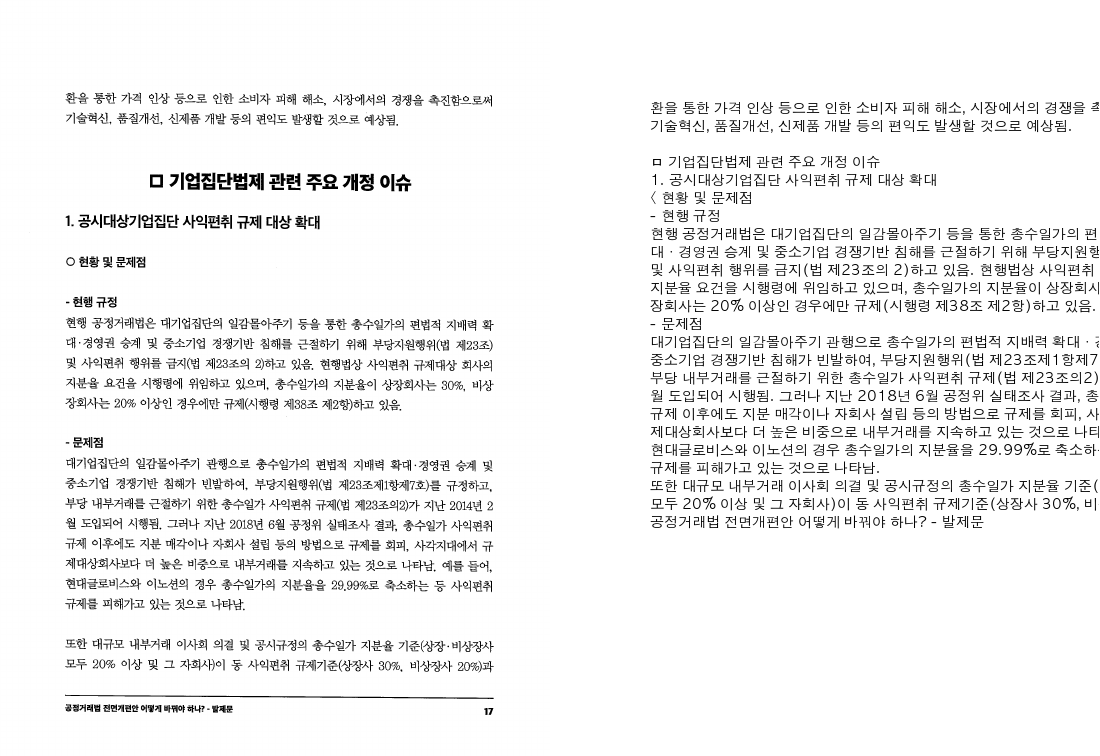 환을 통한 가격 인상 등으로 인한 소비자 피해 해소, 시장에서의 경쟁을 촉진함으로써
기술혁신, 품질개선, 신제품 개발 등의 편익도 발생할 것으로 예상됨.
□ 기업집단법제 관련 주요 개정 이슈
1. 공시대상기업집단 사익편취 규제 대상 확대
○ 현황 및 문제점
- 현행 규정
현행 공정거래법은 대기업집단의 일감몰아주기 등을 통한 총수일가의 편법적 지배력 확
대·경영권 승계 및 중소기업 경쟁기반 침해를 근절하기 위해 부당지원행위(법 제23조)
및 사익편취 행위를 금지(법 제23조의 2)하고 있음. 현행법상 사익편취 규제대상 회사의
지분율 요건을 시행령에 위임하고 있으며, 총수일가의 지분율이 상장회사는 30%, 비상
장회사는 20% 이상인 경우에만 규제(시행령 제38조 제2항)하고 있음.
- 문제점
대기업집단의 일감몰아주기 관행으로 총수일가의 편법적 지배력 확대·경영권 승계 및
중소기업 경쟁기반 침해가 빈발하여, 부당지원행위(법 제23조제1항제7호)를 규정하고,
부당 내부거래를 근절하기 위한 총수일가 사익편취 규제(법 제23조의2)가 지난 2014년 2
월 도입되어 시행됨. 그러나 지난 2018년 6월 공정위 실태조사 결과, 총수일가 사익편취
규제 이후에도 지분 매각이나 자회사 설립 등의 방법으로 규제를 회피, 사각지대에서 규
제대상회사보다 더 높은 비중으로 내부거래를 지속하고 있는 것으로 나타남. 예를 들어,
현대글로비스와 이노션의 경우 총수일가의 지분율을 29.99%로 축소하는 등 사익편취
규제를 피해가고 있는 것으로 나타남.
또한 대규모 내부거래 이사회 의결 및 공시규정의 총수일가 지분율 기준(상장·비상장사
모두 20% 이상 및 그 자회사)이 동 사익편취 규제기준(상장사 30%, 비상장사 20%)과
공정거래법 전면개편안 어떻게 바꿔야 하나? - 발제문
17
환을 통한 가격 인상 등으로 인한 소비자 피해 해소, 시장에서의 경쟁을
기술혁신, 품질개선, 신제품 개발 등의 편익도 발생할 것으로 예상됨.
ㅁ 기업집단법제 관련 주요 개정 이슈
1. 공시대상기업집단 사익편취 규제 대상 확대
〈 현황 및 문제점
- 현행 규정
현행 공정거래법은 대기업집단의 일감몰아주기 등을 통한 총수일가의 편
대ㆍ경영권 승계 및 중소기업 경쟁기반 침해를 근절하기 위해 부당지원행
및 사익편취 행위를 금지(법 제23조의 2)하고 있음. 현행법상 사익편취
지분율 요건을 시행령에 위임하고 있으며, 총수일가의 지분율이 상장회사
장회사는 20% 이상인 경우에만 규제(시행령 제38조 제2항)하고 있음.
- 문제점
대기업집단의 일감몰아주기 관행으로 총수일가의 편법적 지배력 확대ㆍ
중소기업 경쟁기반 침해가 빈발하여, 부당지원행위(법 제23조제1항제7
부당 내부거래를 근절하기 위한 총수일가 사익편취 규제(법 제23조의2)
월 도입되어 시행됨. 그러나 지난 2018년 6월 공정위 실태조사 결과, 총
규제 이후에도 지분 매각이나 자회사 설립 등의 방법으로 규제를 회피, 사
제대상회사보다 더 높은 비중으로 내부거래를 지속하고 있는 것으로 나타
현대글로비스와 이노션의 경우 총수일가의 지분율을 29.99%로 축소하
규제를 피해가고 있는 것으로 나타남.
또한 대규모 내부거래 이사회 의결 및 공시규정의 총수일가 지분율 기준(
모두 20% 이상 및 그 자회사)이 동 사익편취 규제기준(상장사 30%, 비
공정거래법 전면개편안 어떻게 바꿔야 하나? - 발제문